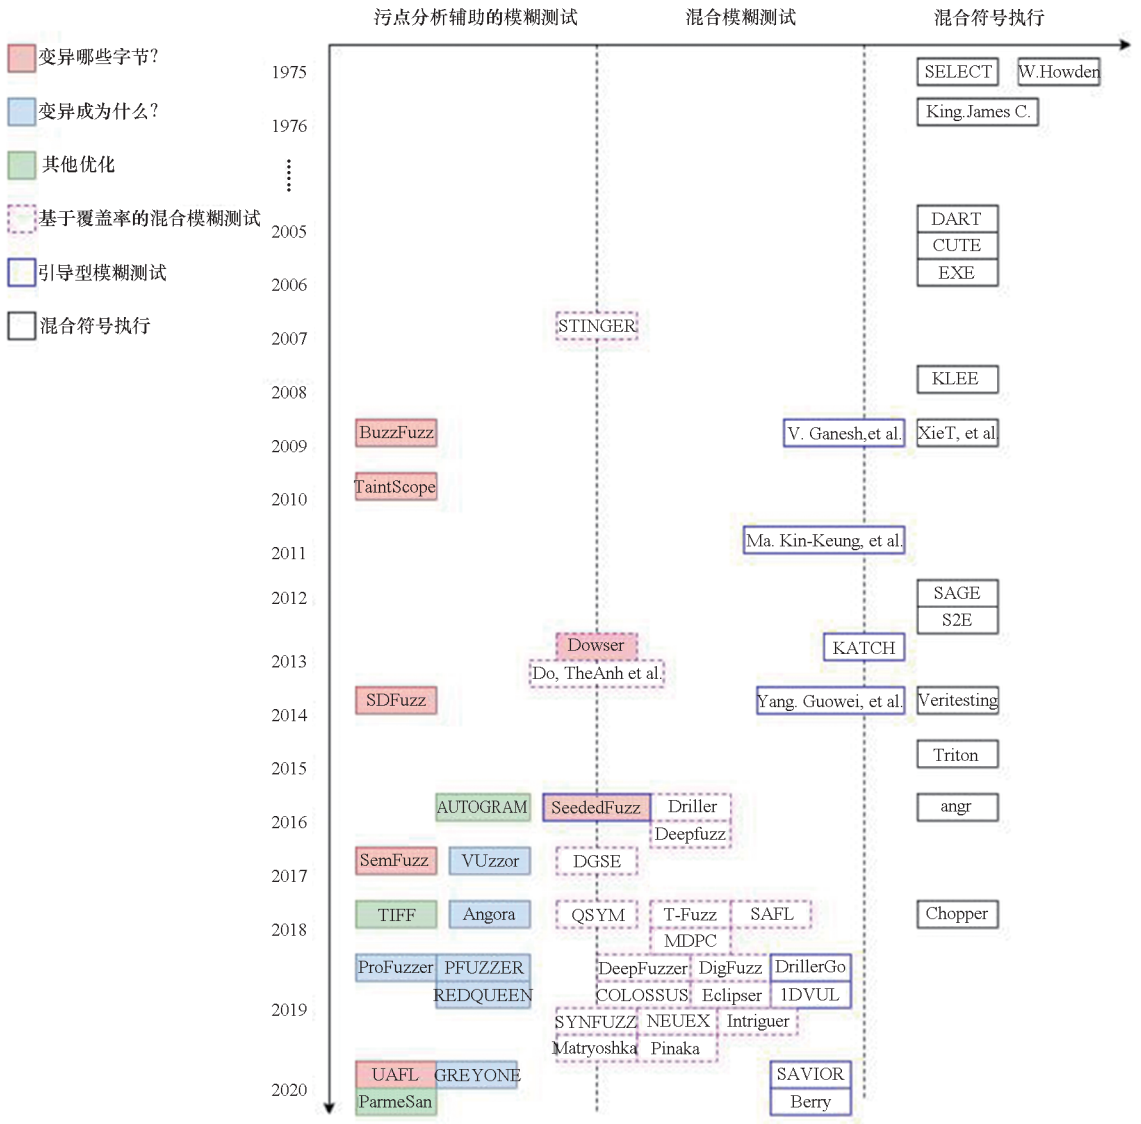 污点分析辅助的模糊测试 混合模糊测试 混合符号执行
变异哪些字节?
变异成为什么?
其他优化
基于覆盖率的混合模糊测试
引导型模糊测试
混合符号执行
1975 SELECT W.Howden
1976 King.James C.
2005 DART
CUTE
2006 EXE
2007 STINGER
2008 KLEE
2009 BuzzFuzz V. Ganesh,et al. XieT, et al.
2010 TaintScope
2011 Ma. Kin-Keung, et al.
2012 SAGE
S2E
2013 Dowser KATCH
Do, TheAnh et al.
2014 SDFuzz Yang. Guowei, et al. Veritesting
2015 Triton
2016 AUTOGRAM SeededFuzz Driller angr
Deepfuzz
2017 SemFuzz VUzzor DGSE
2018 TIFF Angora QSYM T-Fuzz SAFL Chopper
MDPC
ProFuzzer PFUZZER DeepFuzzer DigFuzz DrillerGo
REDQUEEN COLOSSUS Eclipser 1DVUL
2019 SYNFUZZ NEUEX Intriguer
Matryoshka Pinaka
2020 UAFL GREYONE SAVIOR
ParmeSan Berry